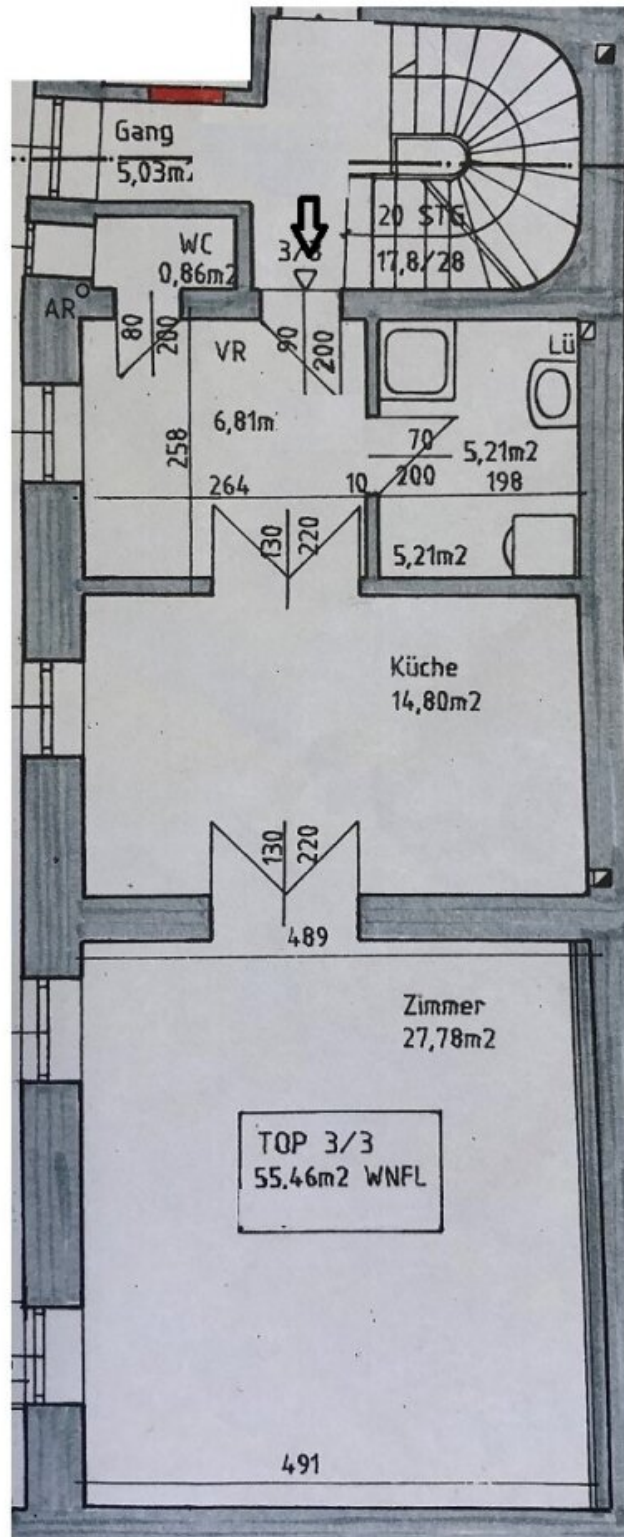 Gang
5,03m²
WC
0,86m2
20 STG
17,8/28
3/3
AR
80
200
VR
90
200
Lü
6,81m
258
70
200
5,21m2
264
10
198
130
220
5,21m2
Küche
14,80m2
130
220
489
Zimmer
27,78m2
TOP 3/3
55,46m2 WNFL
491